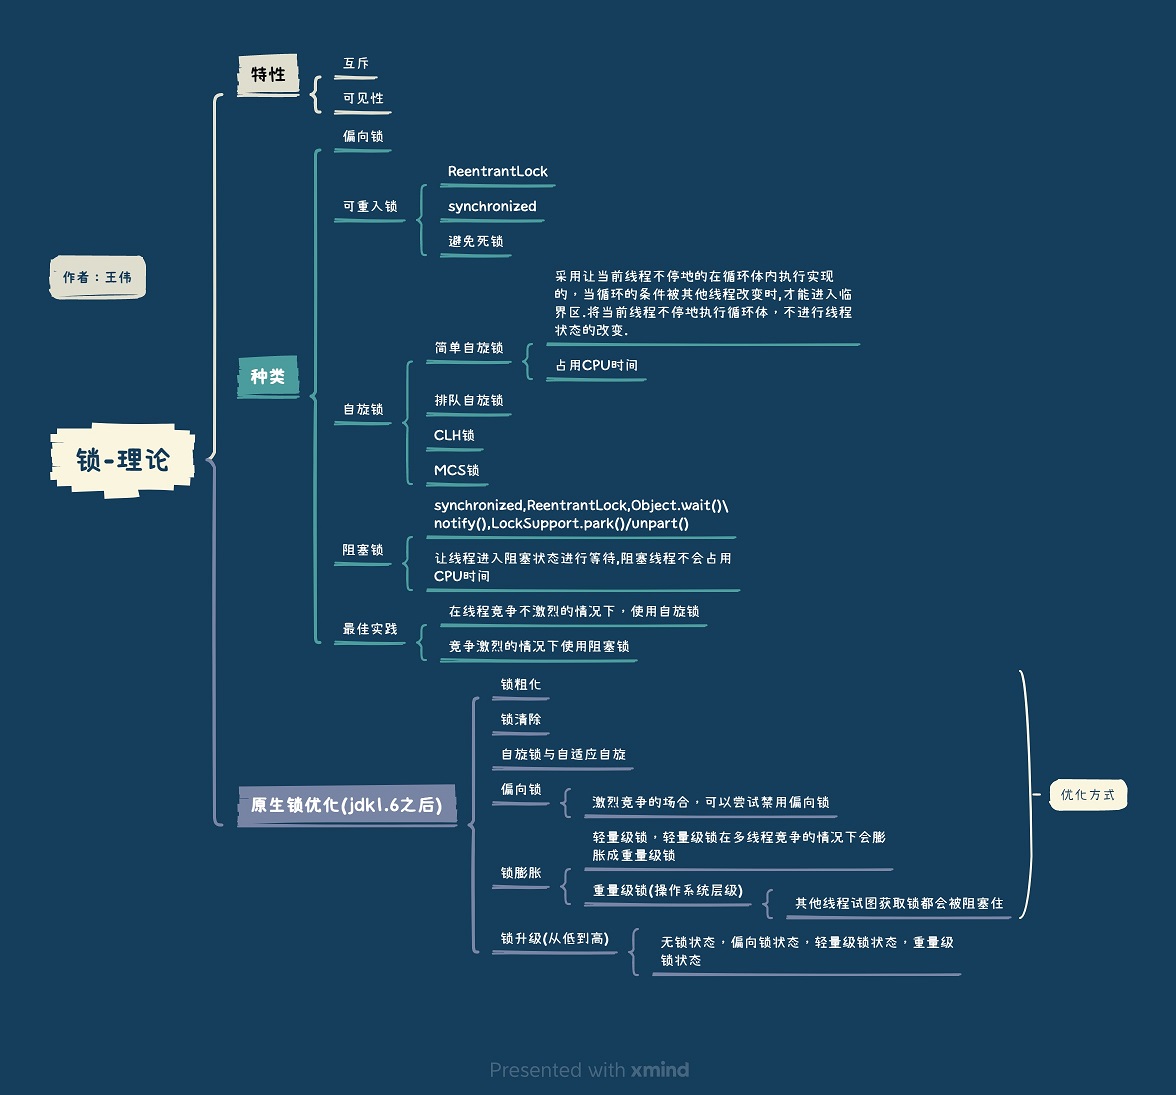 特性
互斥
可见性
偏向锁
ReentrantLock
可重入锁
synchronized
避免死锁
作者：王伟
采用让当前线程不停地的在循环体内执行实现
的，当循环的条件被其他线程改变时,才能进入临
界区.将当前线程不停地执行循环体，不进行线程
状态的改变.
简单自旋锁
占用CPU时间
种类
排队自旋锁
自旋锁
CLH锁
锁-理论
MCS锁
synchronized,ReentrantLock,Object.wait()\
notify(),LockSupport.park()/unpart()
阻塞锁
让线程进入阻塞状态进行等待,阻塞线程不会占用
CPU时间
在线程竞争不激烈的情况下，使用自旋锁
最佳实践
竞争激烈的情况下使用阻塞锁
锁粗化
锁清除
自旋锁与自适应自旋
偏向锁
激烈竞争的场合，可以尝试禁用偏向锁
原生锁优化(jdk1.6之后)
优化方式
轻量级锁，轻量级锁在多线程竞争的情况下会膨
胀成重量级锁
锁膨胀
重量级锁(操作系统层级)
其他线程试图获取锁都会被阻塞住
锁升级(从低到高)
无锁状态，偏向锁状态，轻量级锁状态，重量级
锁状态
Presented with xmind